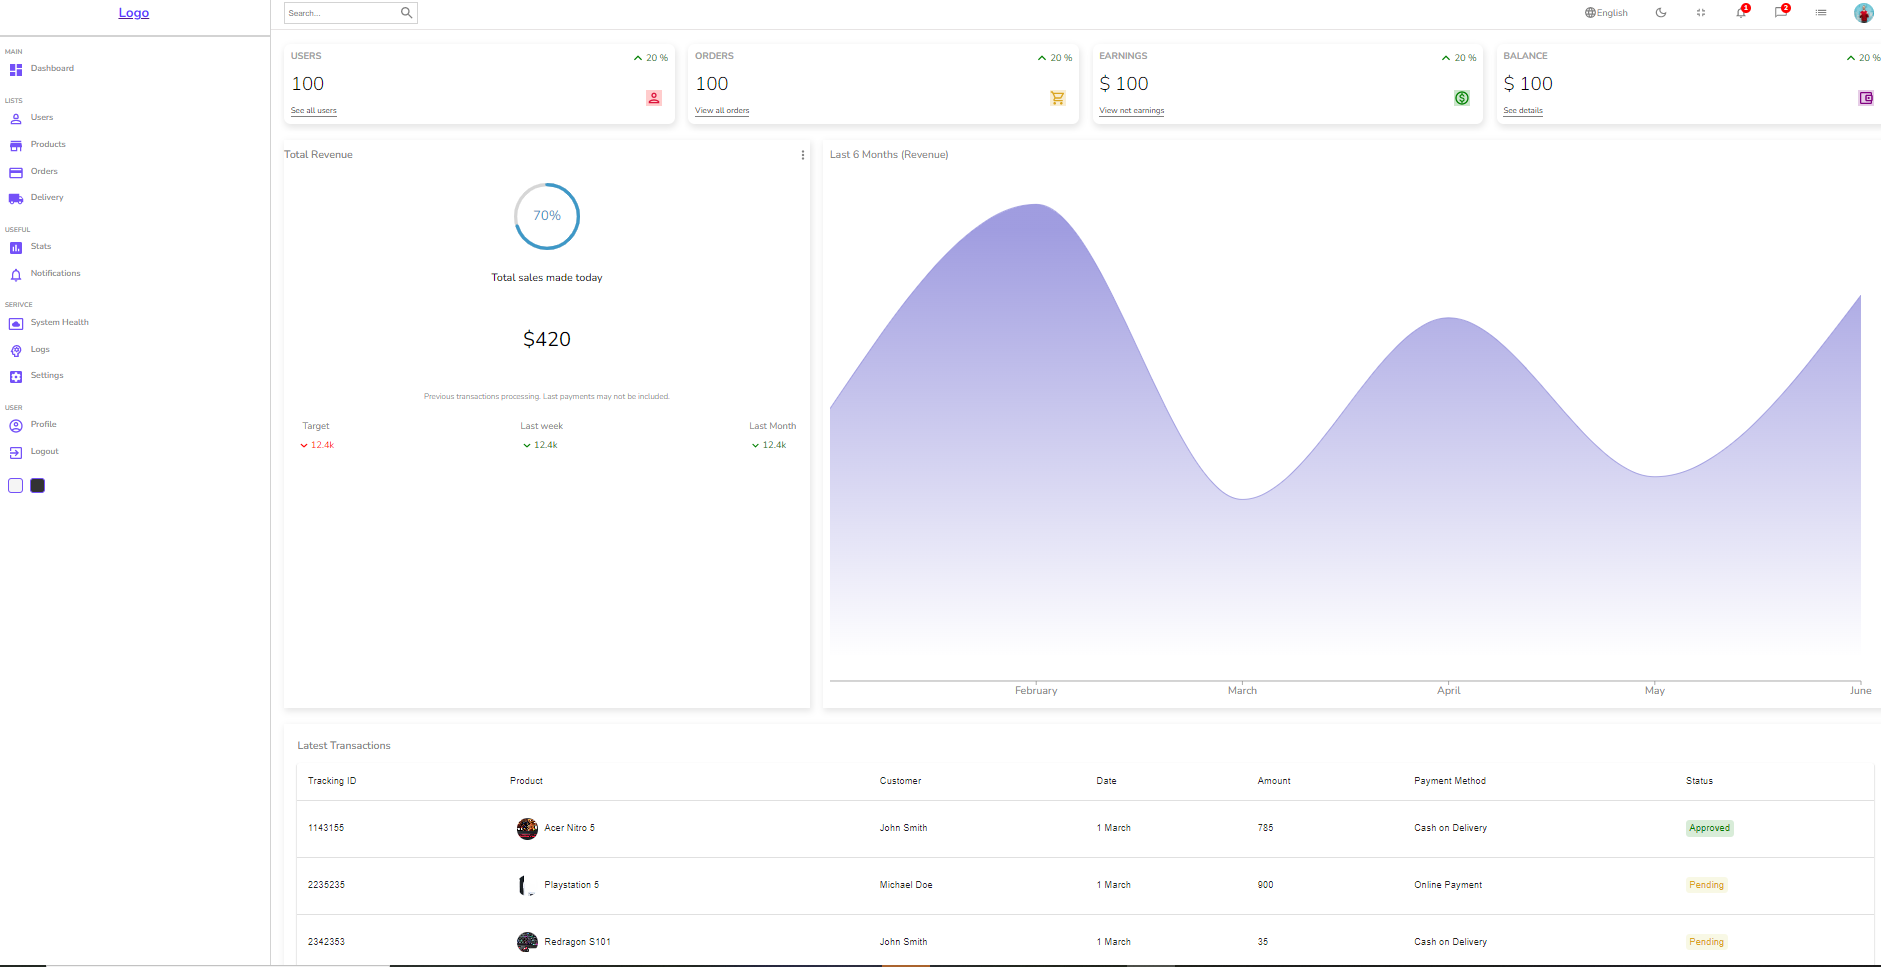 Logo
Search...
English
1
2
MAIN
Dashboard
LISTS
Users
Products
Orders
Delivery
USEFUL
Stats
Notifications
SERIVCE
System Health
Logs
Settings
USER
Profile
Logout
USERS
20 %
100
See all users
ORDERS
20 %
100
View all orders
EARNINGS
20 %
$ 100
View net earnings
BALANCE
20 %
$ 100
See details
Total Revenue
70%
Total sales made today
$420
Previous transactions processing. Last payments may not be included.
Target Last week Last Month
12.4k 12.4k 12.4k
Last 6 Months (Revenue)
February March April May June
Latest Transactions
Tracking ID Product Customer Date Amount Payment Method Status
1143155 Acer Nitro 5 John Smith 1 March 785 Cash on Delivery Approved
2235235 Playstation 5 Michael Doe 1 March 900 Online Payment Pending
2342353 Redragon S101 John Smith 1 March 35 Cash on Delivery Pending